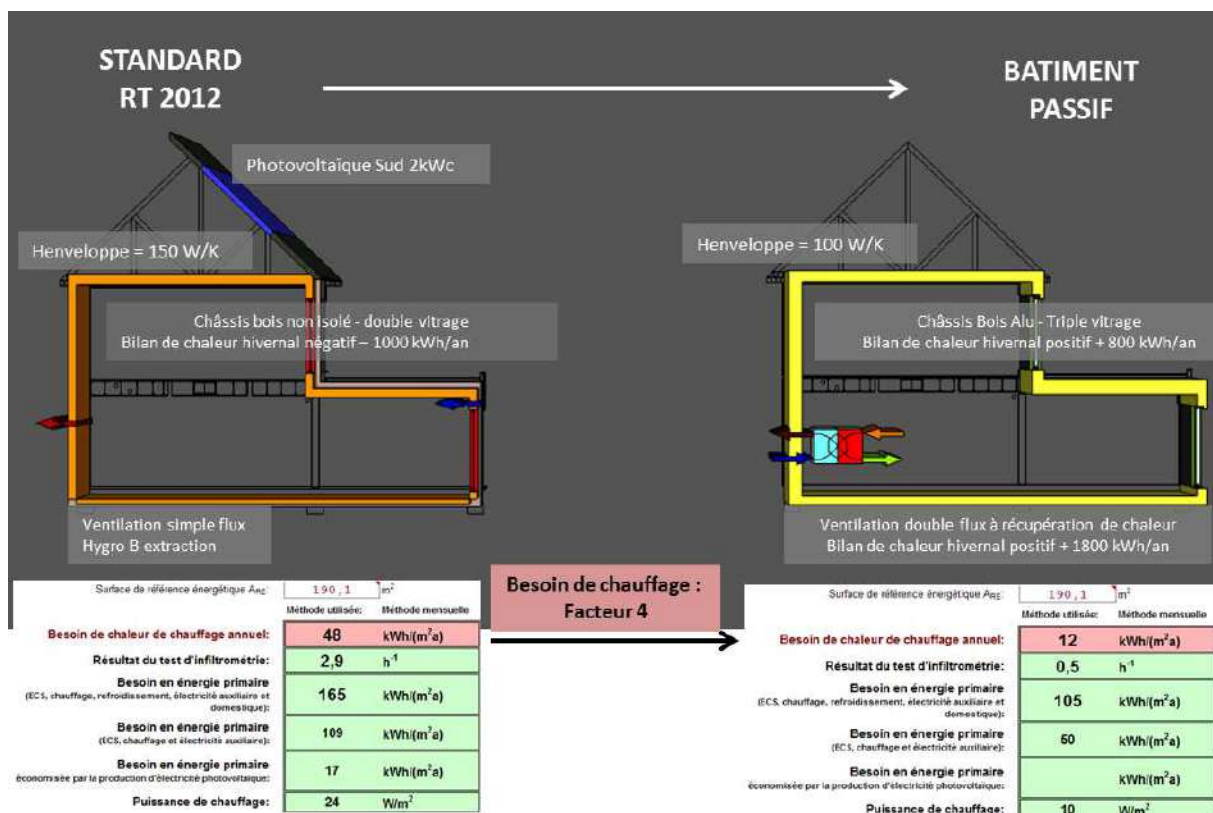 STANDARD
RT 2012
BATIMENT
PASSIF
Photovoltaïque Sud 2kWc
Henveloppe = 150 W/K
Henveloppe = 100 W/K
Châssis bois non isolé - double vitrage
Bilan de chaleur hivernal négatif – 1000 kWh/an
Châssis Bois Alu - Triple vitrage
Bilan de chaleur hivernal positif + 800 kWh/an
Ventilation simple flux
Hygro B extraction
Ventilation double flux à récupération de chaleur
Bilan de chaleur hivernal positif + 1800 kWh/an
Besoin de chauffage :
Facteur 4
Surface de référence énergétique ARE: 190,1 m²
Méthode utilisée: Méthode mensuelle
Besoin de chaleur de chauffage annuel: 48 kWh/(m²a)
Résultat du test d'infiltrométrie: 2,9 h-1
Besoin en énergie primaire
(ECS, chauffage, refroidissement, électricité auxiliaire et
domestique): 165 kWh/(m²a)
Besoin en énergie primaire
(ECS, chauffage et électricité auxiliaire): 109 kWh/(m²a)
Besoin en énergie primaire
économisée par la production d'électricité photovoltaïque: 17 kWh/(m²a)
Puissance de chauffage: 24 W/m²
Surface de référence énergétique ARE: 190,1 m²
Méthode utilisée: Méthode mensuelle
Besoin de chaleur de chauffage annuel: 12 kWh/(m²a)
Résultat du test d'infiltrométrie: 0,5 h-1
Besoin en énergie primaire
(ECS, chauffage, refroidissement, électricité auxiliaire et
domestique): 105 kWh/(m²a)
Besoin en énergie primaire
(ECS, chauffage et électricité auxiliaire): 50 kWh/(m²a)
Besoin en énergie primaire
économisée par la production d'électricité photovoltaïque: kWh/(m²a)
Puissance de chauffage: 10 W/m²